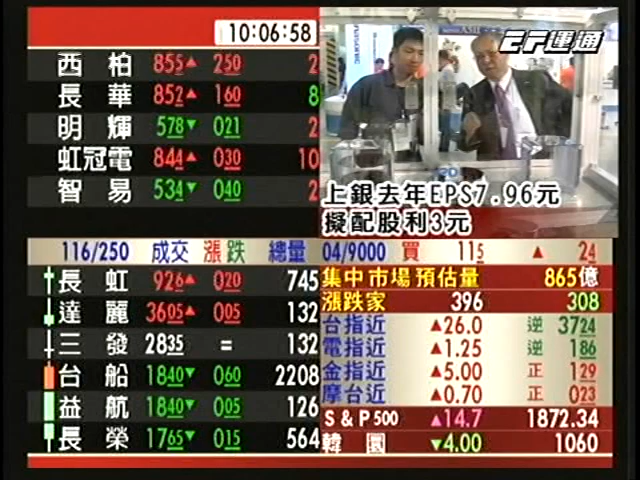 10:06:58
EF運通
西柏 855▲ 250 2
長華 852▲ 160 8
明輝 578▼ 021 2
虹冠電 844▲ 030 10
智易 534▼ 040 2
上銀去年EPS7.96元
擬配股利3元
116/250 成交 漲跌 總量
長虹 926▲ 020 745
達麗 3605▲ 005 132
三發 2835 = 132
台船 1840▼ 060 2208
益航 1840▼ 005 126
長榮 1765▼ 015 564
04/9000 買 115 ▲ 24
集中市場預估量 865億
漲跌家 396 308
台指近 ▲26.0 逆 3724
電指近 ▲1.25 逆 186
金指近 ▲5.00 正 129
摩台近 ▲0.70 正 023
S&P500 ▲14.7 1872.34
韓圜 ▼4.00 1060